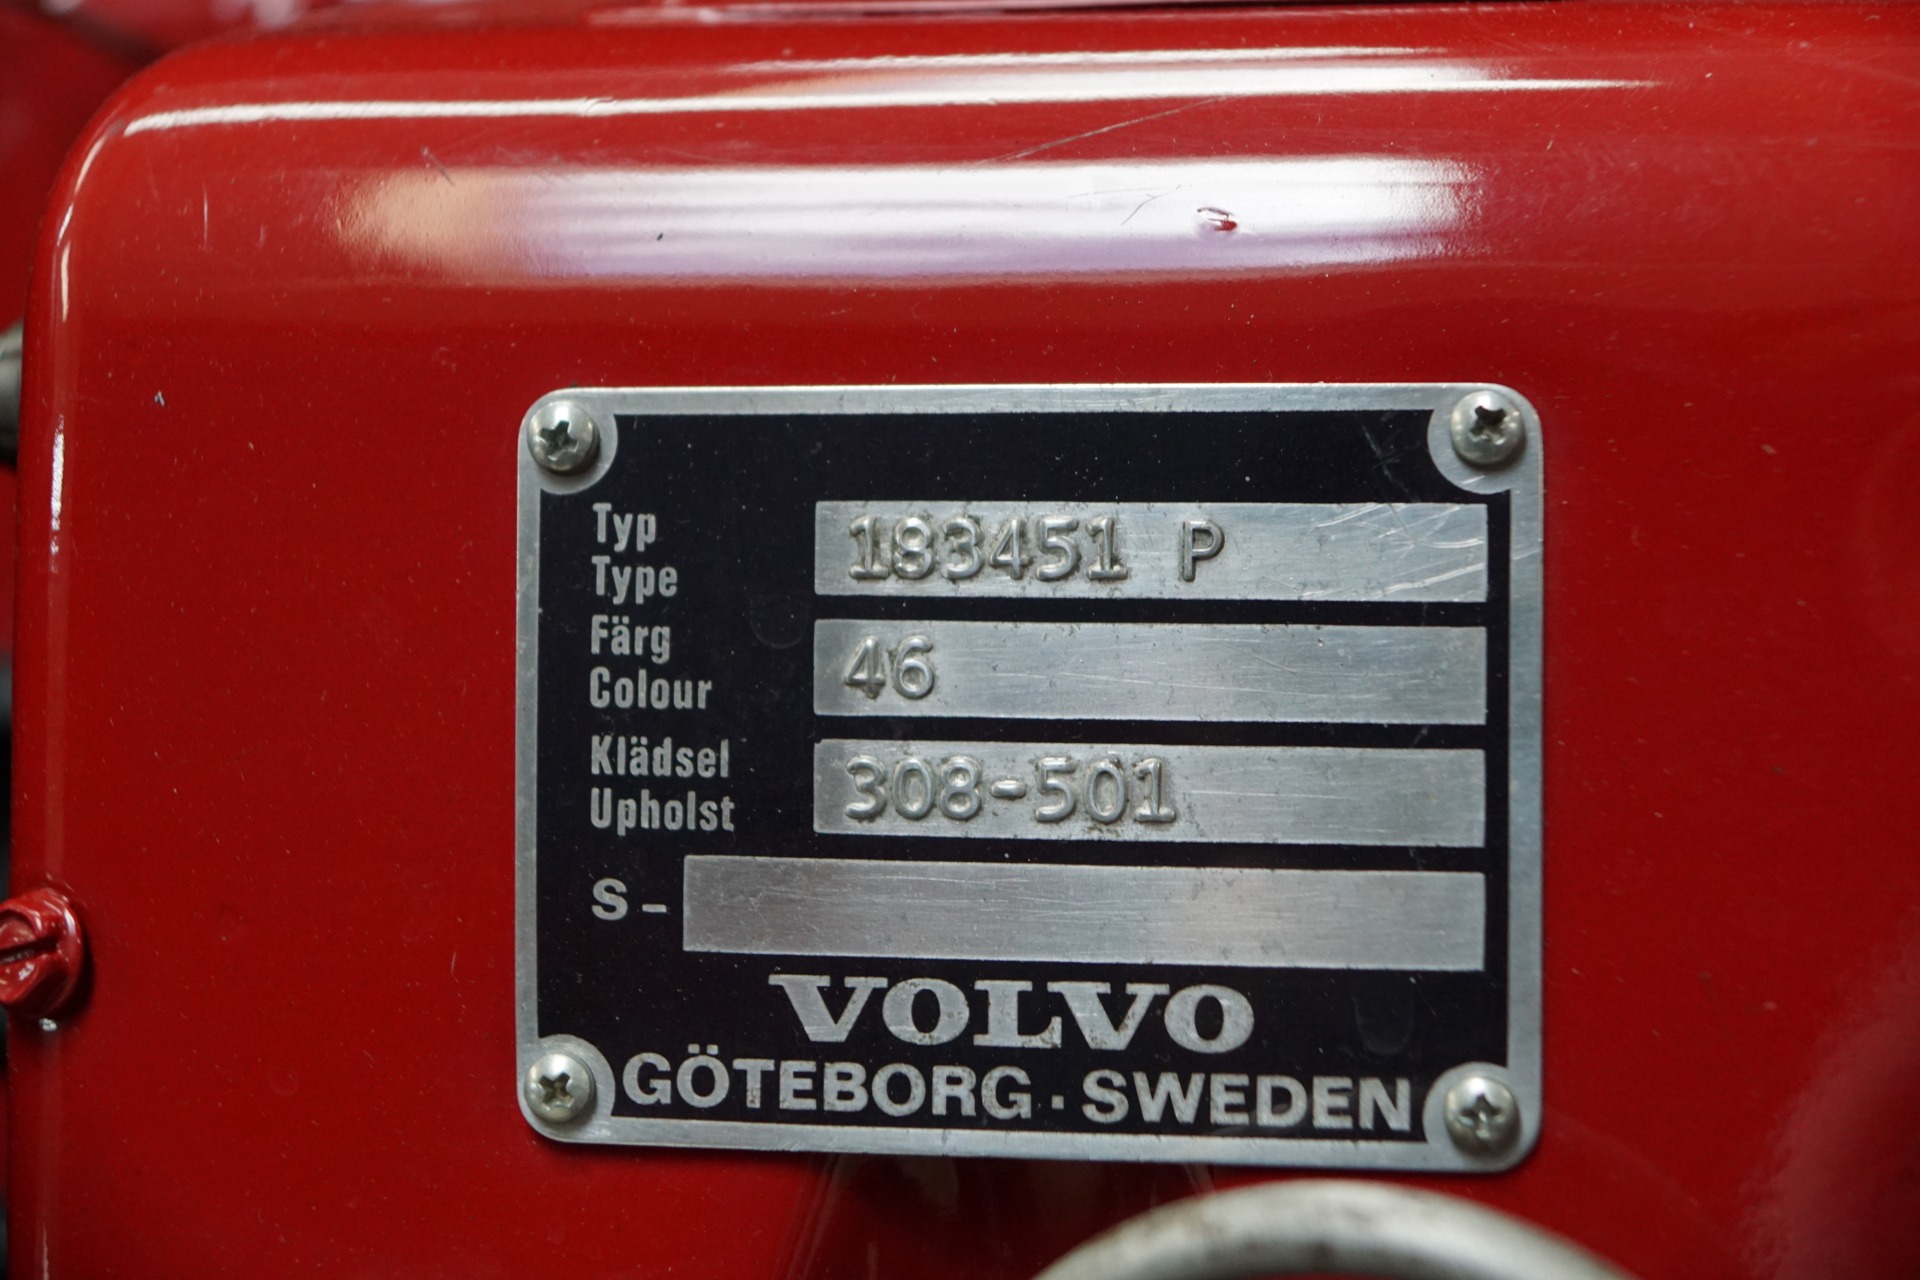 Typ
Type
183451 P
Färg
Colour
46
Klädsel
Upholst
308-501
S-
VOLVO
GÖTEBORG · SWEDEN